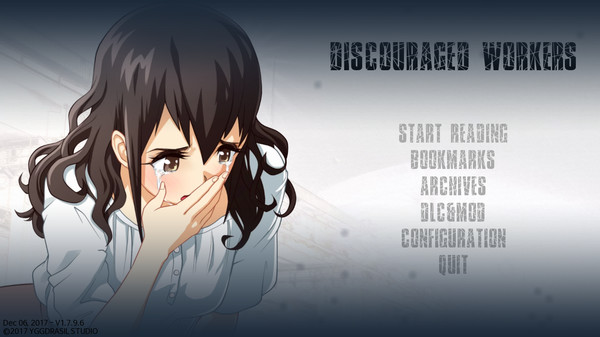 DISCOURAGED WORKERS
START READING
BOOKMARKS
ARCHIVES
DLC&MOD
CONFIGURATION
QUIT
Dec 06, 2017 - V1.7.9.6
©2017 YGGDRASIL STUDIO